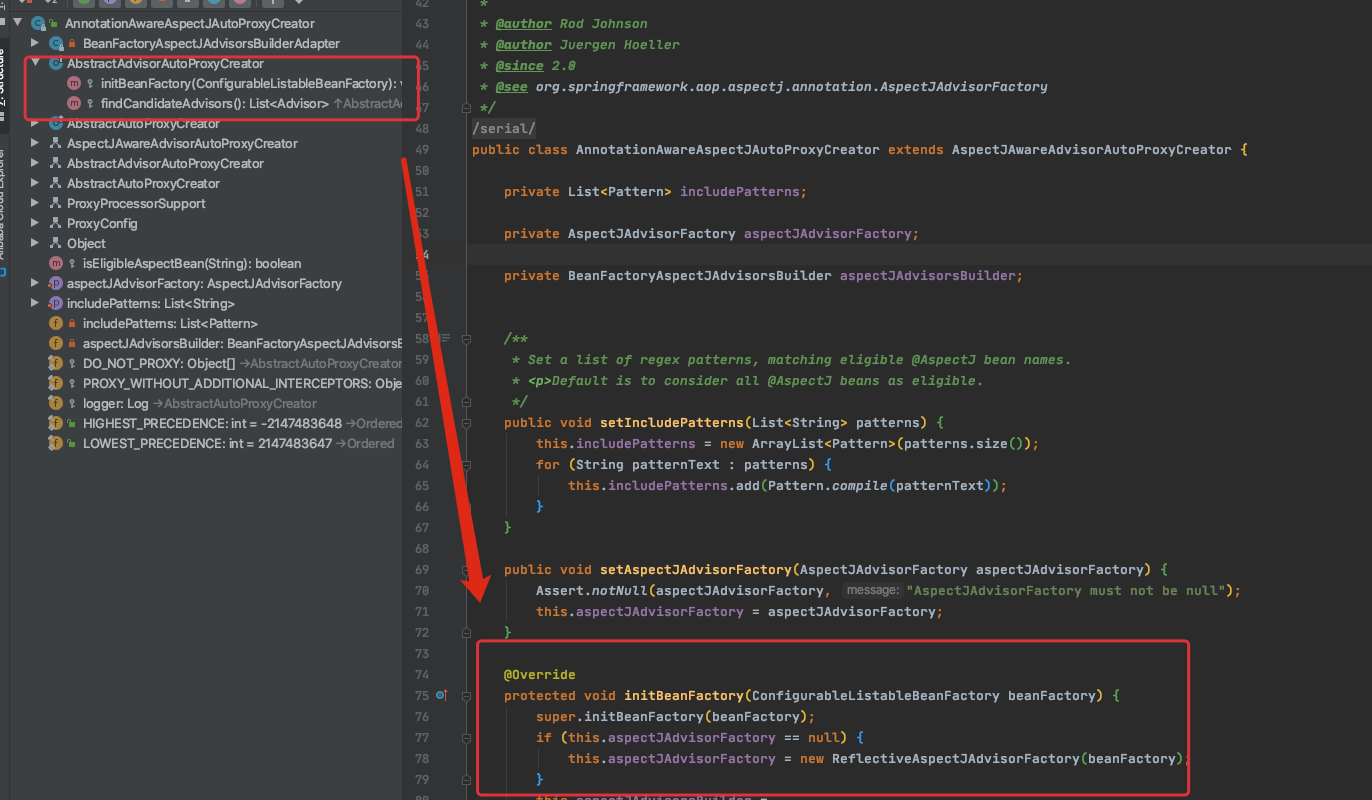 AnnotationAwareAspectJAutoProxyCreator
BeanFactoryAspectJAdvisorsBuilderAdapter
AbstractAdvisorAutoProxyCreator
initBeanFactory(ConfigurableListableBeanFactory):
findCandidateAdvisors(): List<Advisor> ↑AbstractAd
AbstractAutoProxyCreator
AspectJAwareAdvisorAutoProxyCreator
AbstractAdvisorAutoProxyCreator
AbstractAutoProxyCreator
ProxyProcessorSupport
ProxyConfig
Object
isEligibleAspectBean(String): boolean
aspectJAdvisorFactory: AspectJAdvisorFactory
includePatterns: List<String>
includePatterns: List<Pattern>
aspectJAdvisorsBuilder: BeanFactoryAspectJAdvisorsB
DO_NOT_PROXY: Object[] →AbstractAutoProxyCreator
PROXY_WITHOUT_ADDITIONAL_INTERCEPTORS: Obje
logger: Log →AbstractAutoProxyCreator
HIGHEST_PRECEDENCE: int = -2147483648 →Ordered
LOWEST_PRECEDENCE: int = 2147483647 →Ordered
42 *
43 * @author Rod Johnson
44 * @author Juergen Hoeller
45 * @since 2.0
46 * @see org.springframework.aop.aspectj.annotation.AspectJAdvisorFactory
47 */
48 /serial/
49 public class AnnotationAwareAspectJAutoProxyCreator extends AspectJAwareAdvisorAutoProxyCreator {
50
51 private List<Pattern> includePatterns;
52
53 private AspectJAdvisorFactory aspectJAdvisorFactory;
54
55 private BeanFactoryAspectJAdvisorsBuilder aspectJAdvisorsBuilder;
56
57
58 /**
59 * Set a list of regex patterns, matching eligible @AspectJ bean names.
60 * <p>Default is to consider all @AspectJ beans as eligible.
61 */
62 public void setIncludePatterns(List<String> patterns) {
63 this.includePatterns = new ArrayList<Pattern>(patterns.size());
64 for (String patternText : patterns) {
65 this.includePatterns.add(Pattern.compile(patternText));
66 }
67 }
68
69 public void setAspectJAdvisorFactory(AspectJAdvisorFactory aspectJAdvisorFactory) {
70 Assert.notNull(aspectJAdvisorFactory, message: "AspectJAdvisorFactory must not be null");
71 this.aspectJAdvisorFactory = aspectJAdvisorFactory;
72 }
73
74 @Override
75 protected void initBeanFactory(ConfigurableListableBeanFactory beanFactory) {
76 super.initBeanFactory(beanFactory);
77 if (this.aspectJAdvisorFactory == null) {
78 this.aspectJAdvisorFactory = new ReflectiveAspectJAdvisorFactory(beanFactory);
79 }
80 this.aspectJAdvisorsBuilder =